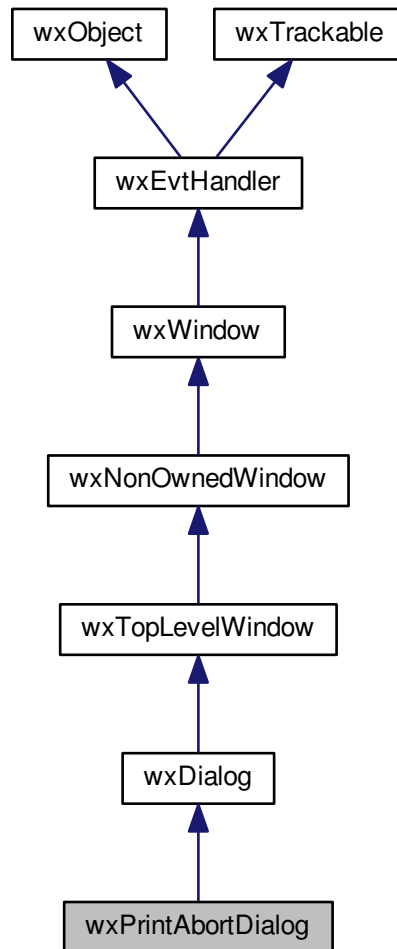 wxObject
wxTrackable
wxEvtHandler
wxWindow
wxNonOwnedWindow
wxTopLevelWindow
wxDialog
wxPrintAbortDialog